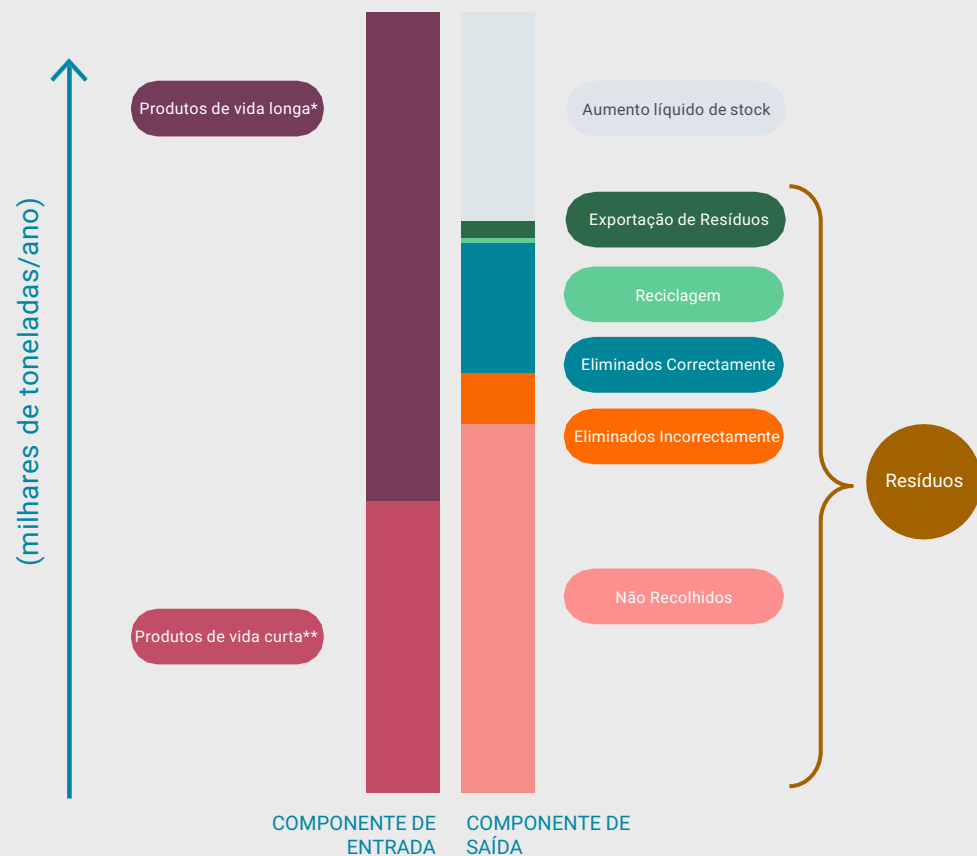 (milhares de toneladas/ano)
Produtos de vida longa*
Produtos de vida curta**
Aumento líquido de stock
Exportação de Resíduos
Reciclagem
Eliminados Correctamente
Eliminados Incorrectamente
Não Recolhidos
Resíduos
COMPONENTE DE
ENTRADA
COMPONENTE DE
SAÍDA